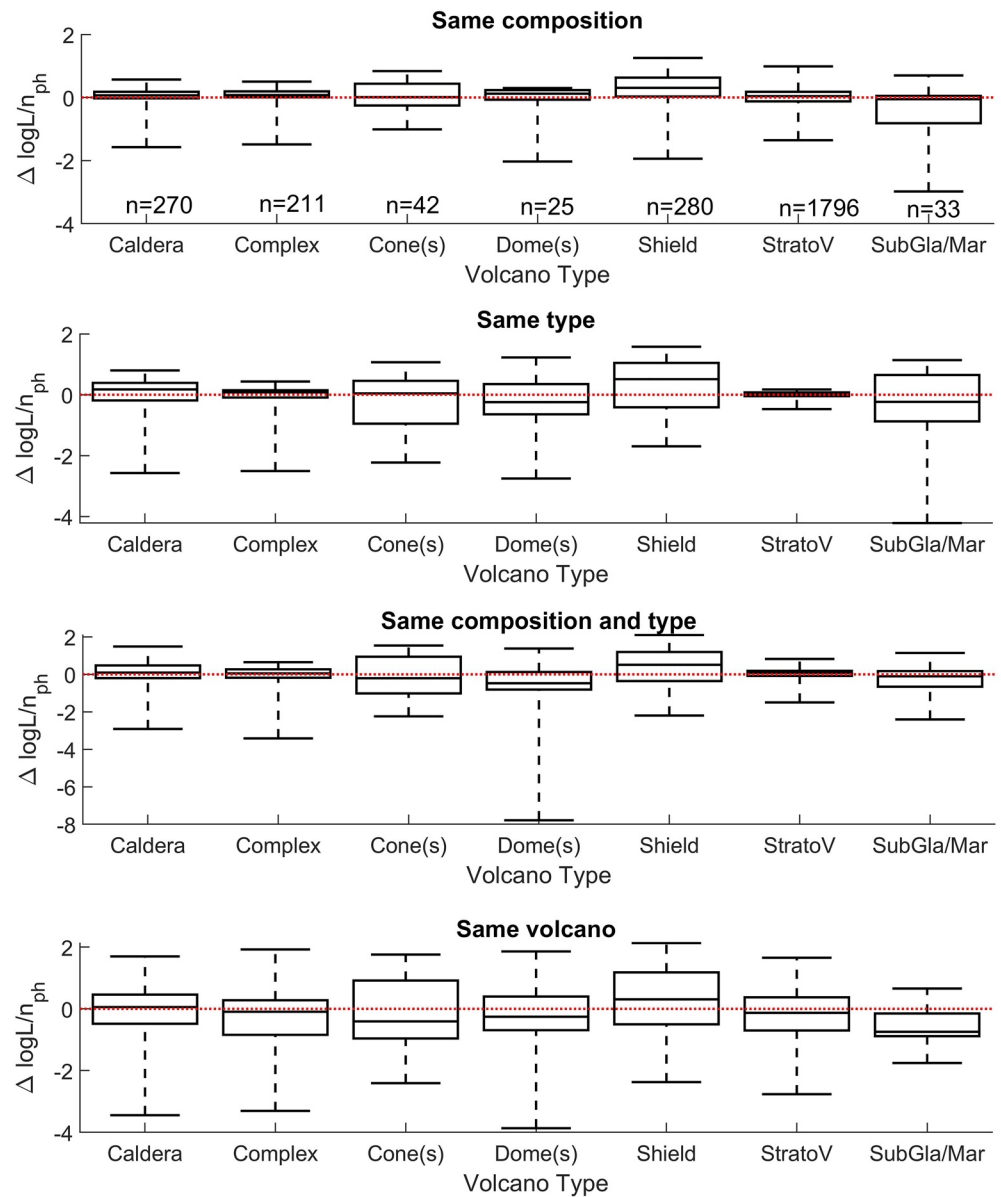 Same composition
2
0
-2
-4
Δ logL/n_ph
n=270 n=211 n=42 n=25 n=280 n=1796 n=33
Caldera Complex Cone(s) Dome(s) Shield StratoV SubGla/Mar
Volcano Type
Same type
2
0
-2
-4
Δ logL/n_ph
Caldera Complex Cone(s) Dome(s) Shield StratoV SubGla/Mar
Volcano Type
Same composition and type
2
0
-2
-4
-6
-8
Δ logL/n_ph
Caldera Complex Cone(s) Dome(s) Shield StratoV SubGla/Mar
Volcano Type
Same volcano
2
0
-2
-4
Δ logL/n_ph
Caldera Complex Cone(s) Dome(s) Shield StratoV SubGla/Mar
Volcano Type